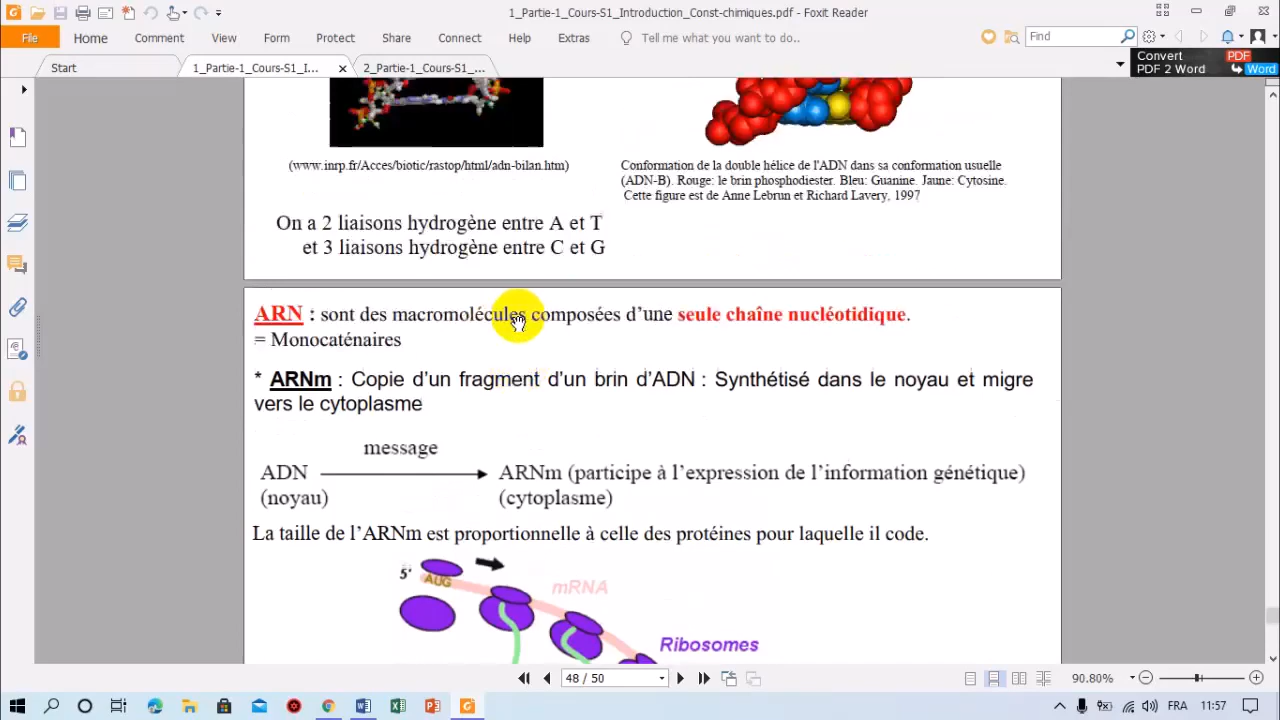 1_Partie-1_Cours-S1_Introduction_Const-chimiques.pdf - Foxit Reader
File Home Comment View Form Protect Share Connect Help Extras Tell me what you want to do.. Find
Start 1_Partie-1_Cours-S1_I... 2_Partie-1_Cours-S1_...
Convert PDF
PDF 2 Word Word
(www.inrp.fr/Acces/biotic/rastop/html/adn-bilan.htm)
Conformation de la double hélice de l'ADN dans sa conformation usuelle
(ADN-B). Rouge: le brin phosphodiester. Bleu: Guanine. Jaune: Cytosine.
Cette figure est de Anne Lebrun et Richard Lavery, 1997
On a 2 liaisons hydrogène entre A et T
et 3 liaisons hydrogène entre C et G
ARN : sont des macromolécules composées d'une seule chaîne nucléotidique.
= Monocaténaires
* ARNm : Copie d'un fragment d'un brin d'ADN : Synthétisé dans le noyau et migre
vers le cytoplasme
message
ADN ARNm (participe à l'expression de l'information génétique)
(noyau) (cytoplasme)
La taille de l'ARNm est proportionnelle à celle des protéines pour laquelle il code.
5'
AUG
mRNA
Ribosomes
48 / 50
90.80%
FRA 11:57